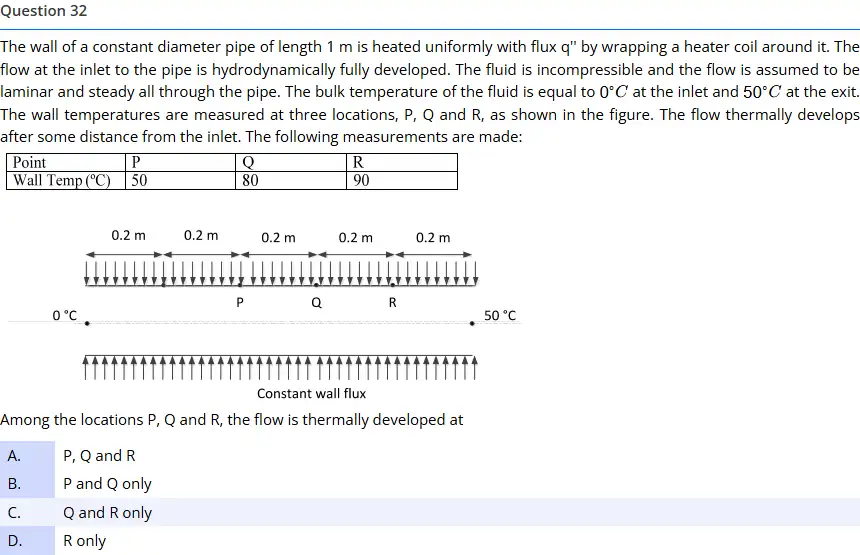 Question 32
The wall of a constant diameter pipe of length 1 m is heated uniformly with flux q" by wrapping a heater coil around it. The
flow at the inlet to the pipe is hydrodynamically fully developed. The fluid is incompressible and the flow is assumed to be
laminar and steady all through the pipe. The bulk temperature of the fluid is equal to 0°C at the inlet and 50°C at the exit.
The wall temperatures are measured at three locations, P, Q and R, as shown in the figure. The flow thermally develops
after some distance from the inlet. The following measurements are made:
Point P Q R
Wall Temp (°C) 50 80 90
0.2 m 0.2 m 0.2 m 0.2 m 0.2 m
P Q R
0 °C 50 °C
Constant wall flux
Among the locations P, Q and R, the flow is thermally developed at
A. P, Q and R
B. P and Q only
C. Q and R only
D. R only